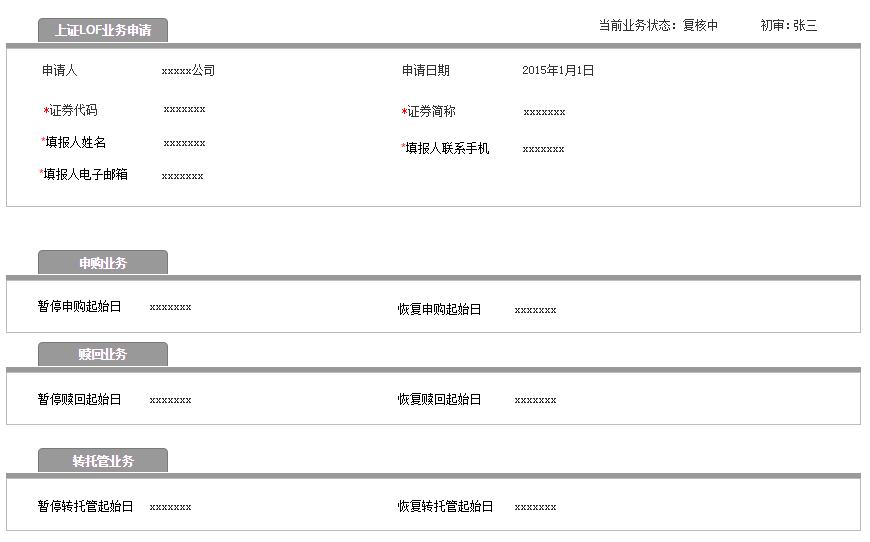 上证LOF业务申请 当前业务状态：复核中 初审：张三
申请人 xxxxx公司 申请日期 2015年1月1日
*证券代码 xxxxxxx *证券简称 xxxxxxx
*填报人姓名 xxxxxxx *填报人联系手机 xxxxxxx
*填报人电子邮箱 xxxxxxx
申购业务
暂停申购起始日 xxxxxxx 恢复申购起始日 xxxxxxx
赎回业务
暂停赎回起始日 xxxxxxx 恢复赎回起始日 xxxxxxx
转托管业务
暂停转托管起始日 xxxxxxx 恢复转托管起始日 xxxxxxx